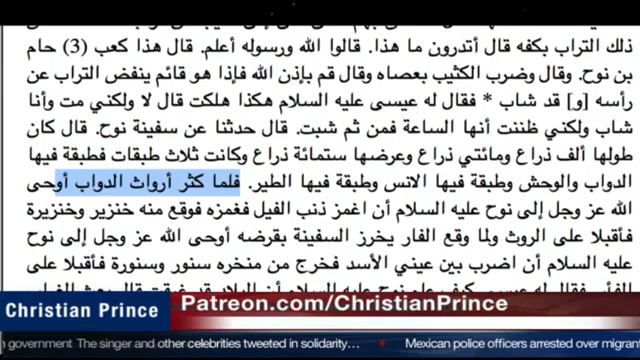 ذلك التراب بكفه قال أتدرون ما هذا. قالوا الله ورسوله أعلم. قال هذا كعب (3) حام
بن نوح. وقال وضرب الكثيب بعصاه وقال قم بإذن الله فإذا هو قائم ينفض التراب عن
رأسه [و] قد شاب * فقال له عيسى عليه السلام هكذا هلكت قال لا ولكني مت وأنا
شاب ولكني ظننت أنها الساعة فمن ثم شبت. قال حدثنا عن سفينة نوح. قال كان
طولها ألف ذراع ومائتي ذراع وعرضها ستمائة ذراع وكانت ثلاث طبقات فطبقة فيها
الدواب والوحش وطبقة فيها الانس وطبقة فيها الطير. فلما كثر أرواث الدواب أوحى
الله عز وجل إلى نوح عليه السلام أن اغمز ذنب الفيل فغمزه فوقع منه خنزير وخنزيرة
فأقبلا على الروث ولما وقع الفار يخرز السفينة بقرضه أوحى الله عز وجل إلى نوح
عليه السلام أن اضرب بين عيني الأسد فخرج من منخره سنور وسنورة فأقبلا على
Christian Prince
Patreon.com/ChristianPrince
n government. The singer and other celebrities tweeted in solidarity…
Mexican police officers arrested over migran